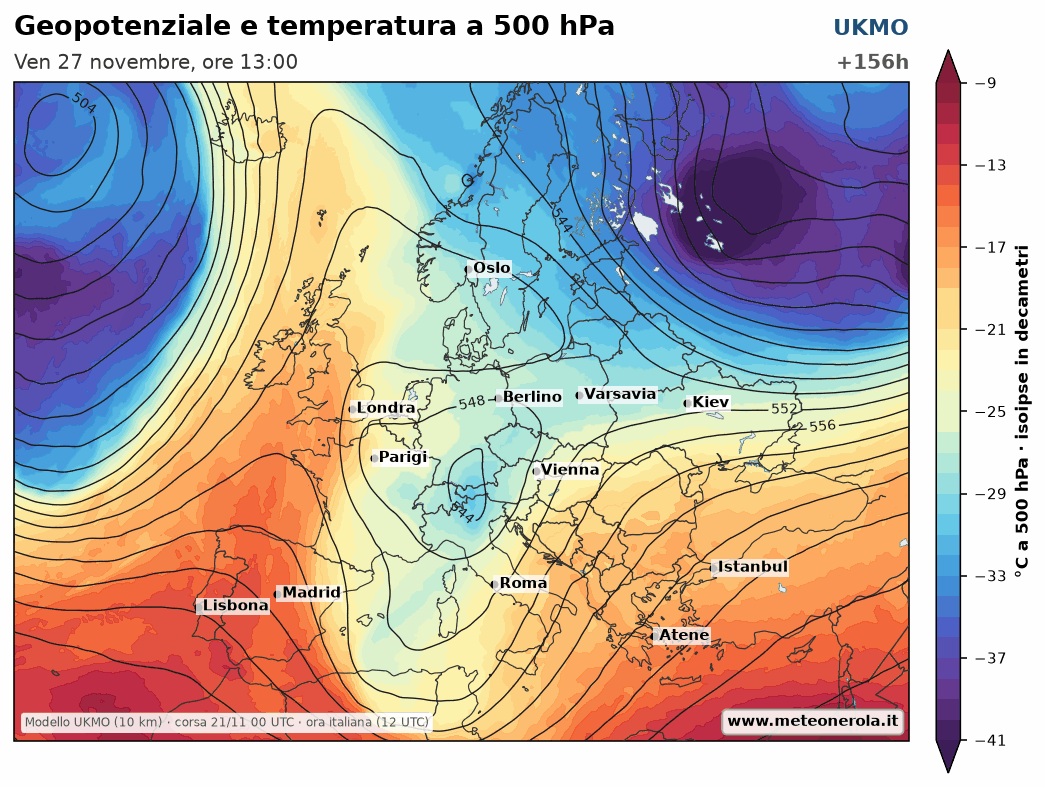 Geopotenziale e temperatura a 500 hPa
UKMO
Ven 27 novembre, ore 13:00
+156h
504
544
Oslo
Londra
548
Berlino
Varsavia
Kiev
552
556
Parigi
Vienna
544
Roma
Istanbul
Madrid
Lisbona
Atene
Modello UKMO (10 km) · corsa 21/11 00 UTC · ora italiana (12 UTC)
www.meteonerola.it
−9
−13
−17
−21
−25
−29
−33
−37
−41
°C a 500 hPa · isoipse in decametri